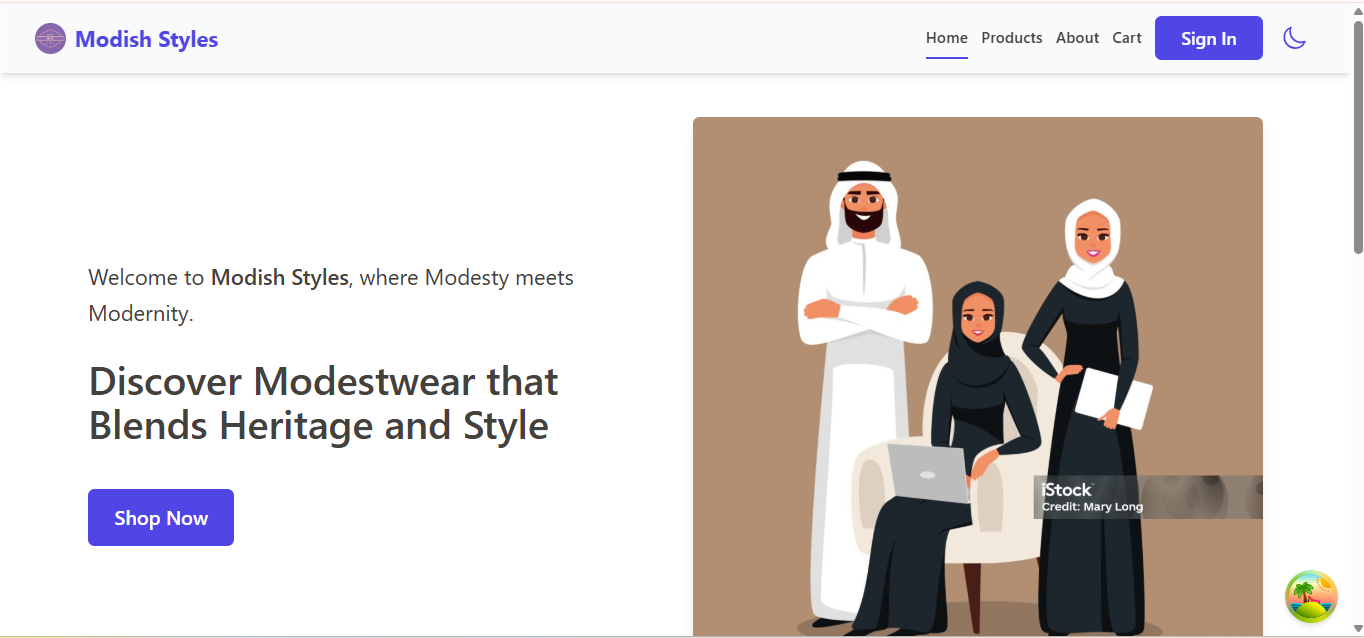 Modish Styles
Home Products About Cart Sign In
Welcome to Modish Styles, where Modesty meets
Modernity.
Discover Modestwear that
Blends Heritage and Style
Shop Now
iStock
Credit: Mary Long